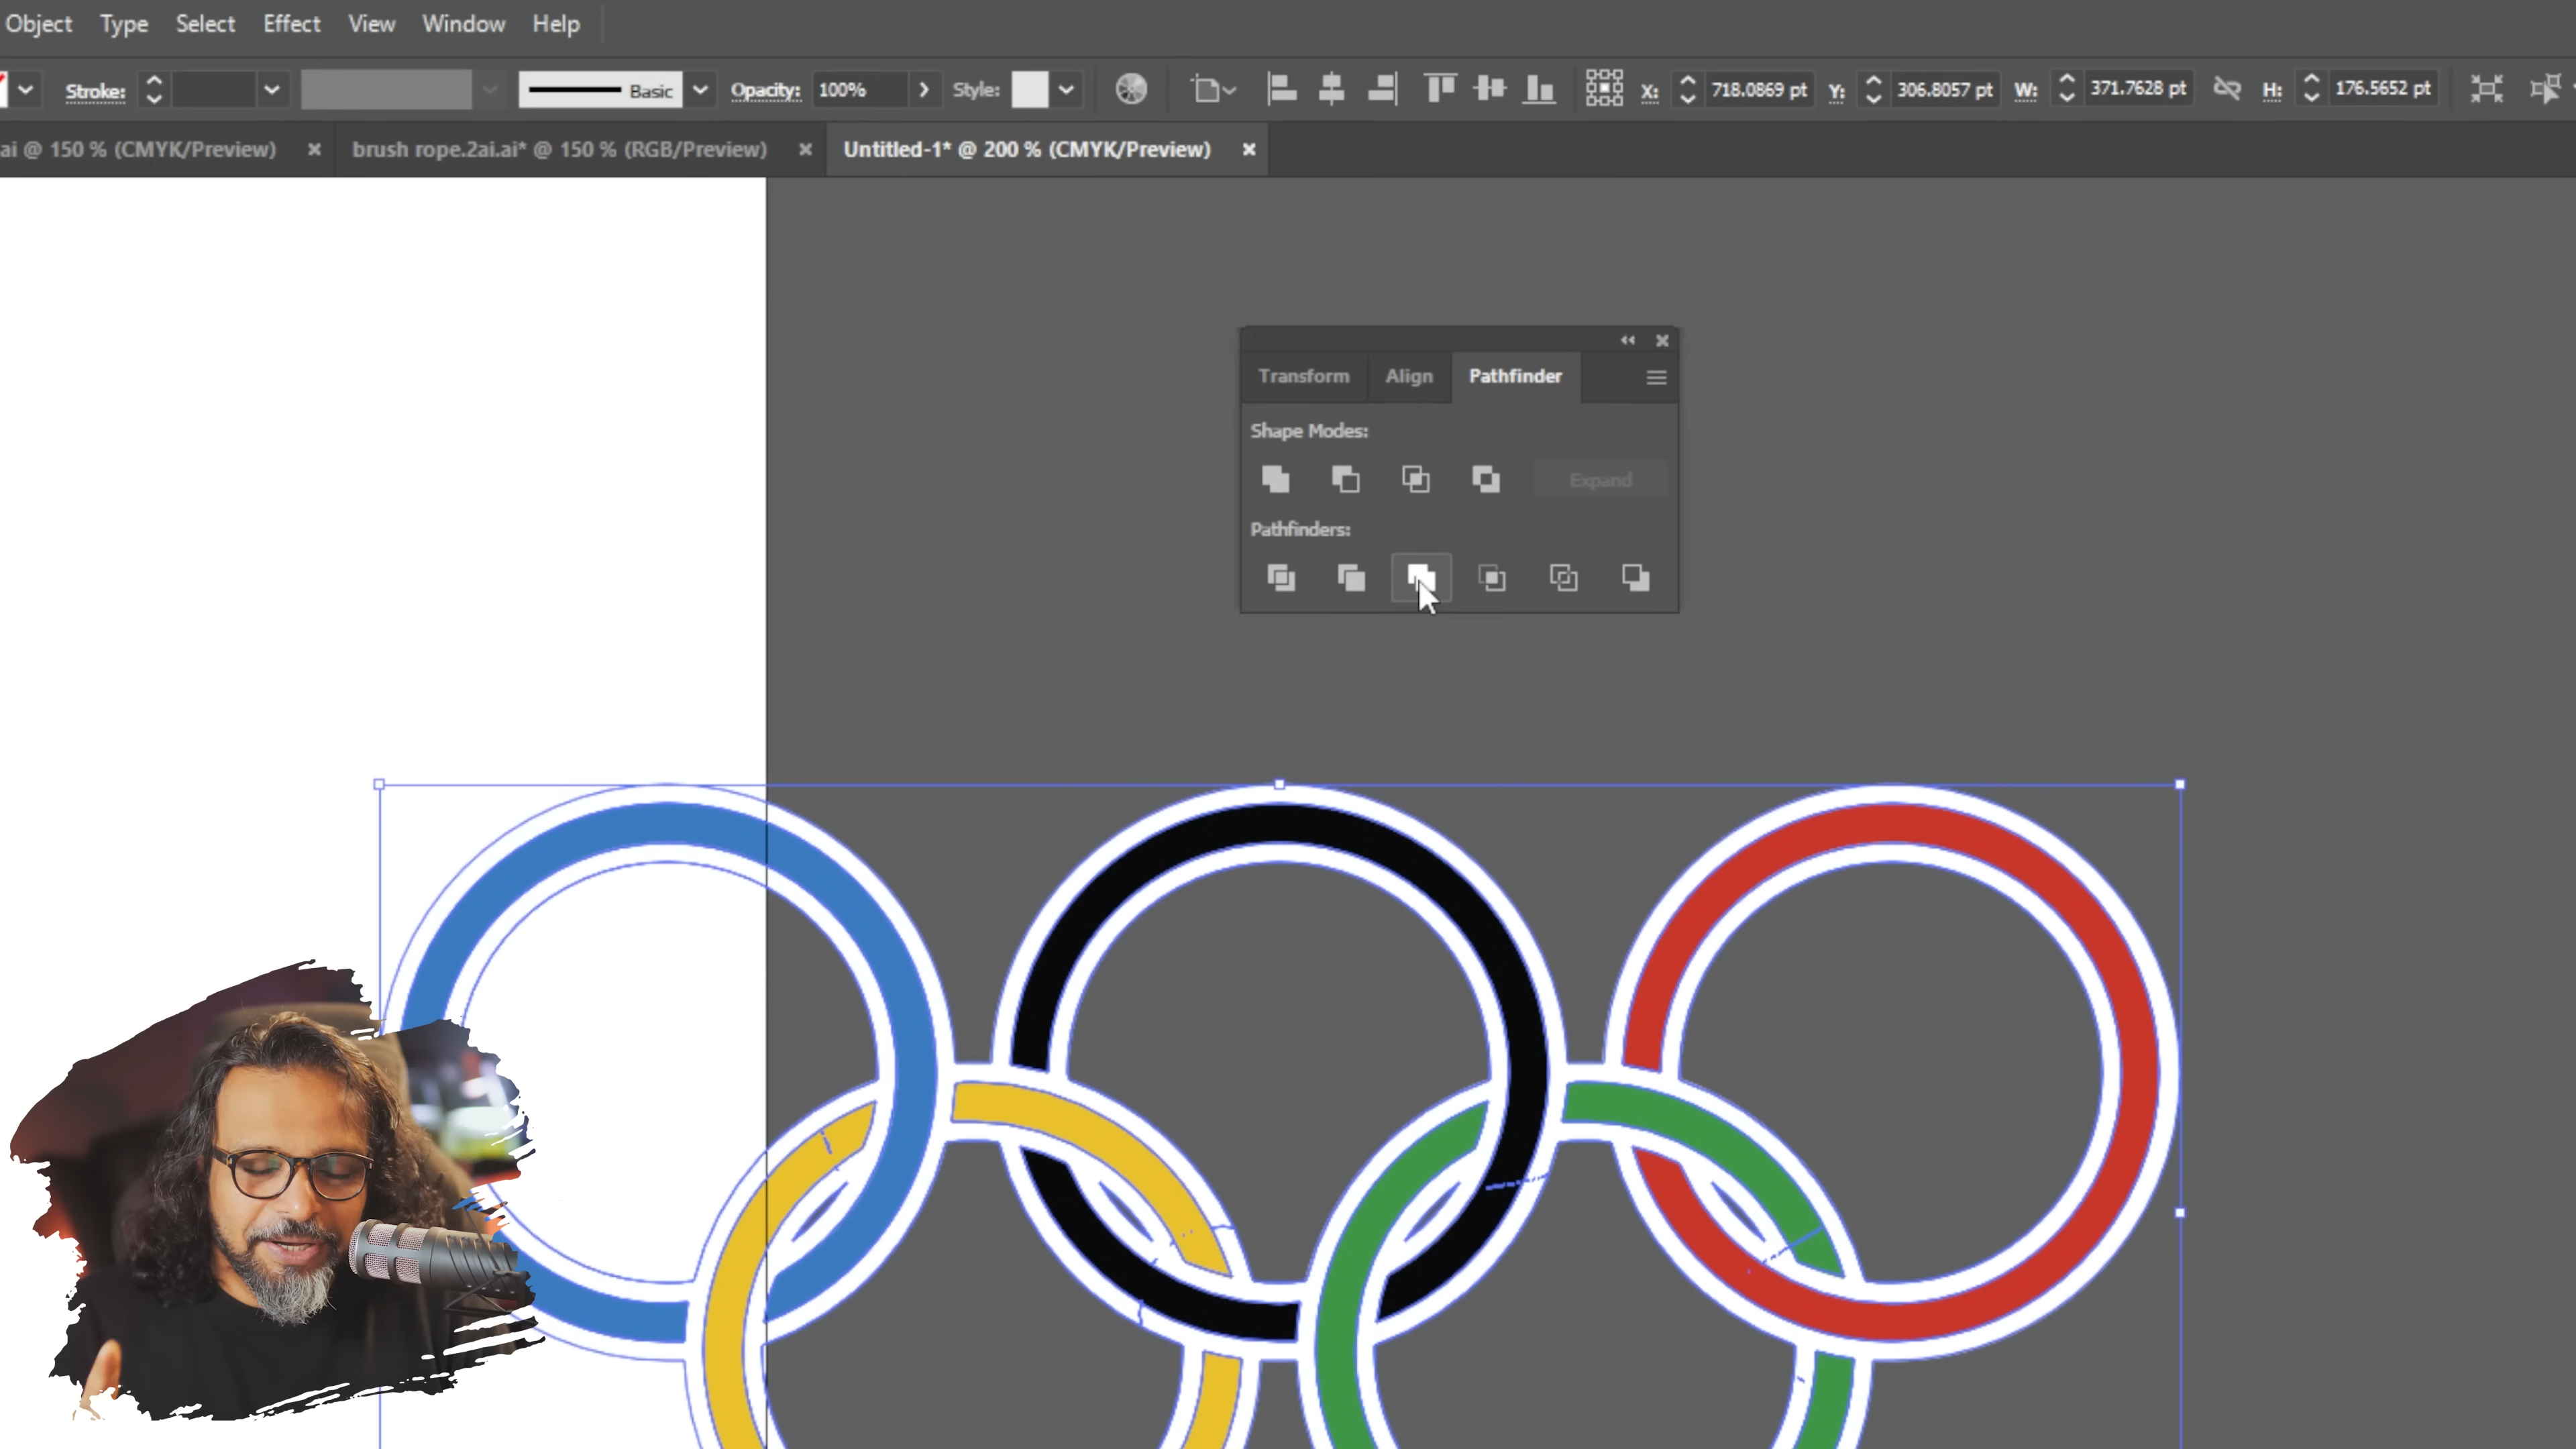 Object Type Select Effect View Window Help
Stroke: Basic Opacity: 100% Style: X: 718.0869 pt Y: 306.8057 pt W: 371.7628 pt H: 176.5652 pt
ai @ 150 % (CMYK/Preview) brush rope.2ai.ai* @ 150 % (RGB/Preview) Untitled-1* @ 200 % (CMYK/Preview)
Transform Align Pathfinder
Shape Modes:
Expand
Pathfinders: